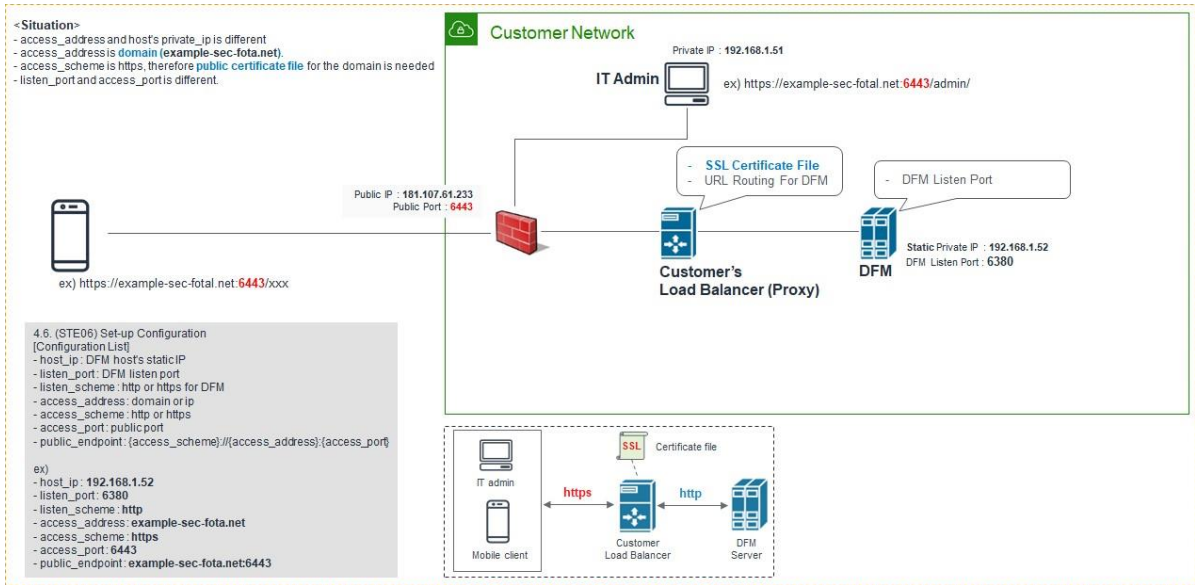 <Situation>
- access_address and host's private_ip is different
- access_address is domain (example-sec-fota.net).
- access_scheme is https, therefore public certificate file for the domain is needed
- listen_port and access_port is different.
Customer Network
Private IP : 192.168.1.51
IT Admin
ex) https://example-sec-fotal.net:6443/admin/
- SSL Certificate File
- URL Routing For DFM
- DFM Listen Port
Public IP : 181.107.61.233
Public Port : 6443
Static Private IP : 192.168.1.52
DFM Listen Port : 6380
DFM
Customer's
Load Balancer (Proxy)
ex) https://example-sec-fotal.net:6443/xxx
4.6. (STE06) Set-up Configuration
[Configuration List]
- host_ip : DFM host's static IP
- listen_port : DFM listen port
- listen_scheme : http or https for DFM
- access_address : domain or ip
- access_scheme : http or https
- access_port : public port
- public_endpoint : {access_scheme}://{access_address}:{access_port}
ex)
- host_ip : 192.168.1.52
- listen_port : 6380
- listen_scheme : http
- access_address : example-sec-fota.net
- access_scheme : https
- access_port : 6443
- public_endpoint : example-sec-fota.net:6443
SSL
Certificate file
IT admin
https
http
Mobile client
Customer
Load Balancer
DFM
Server